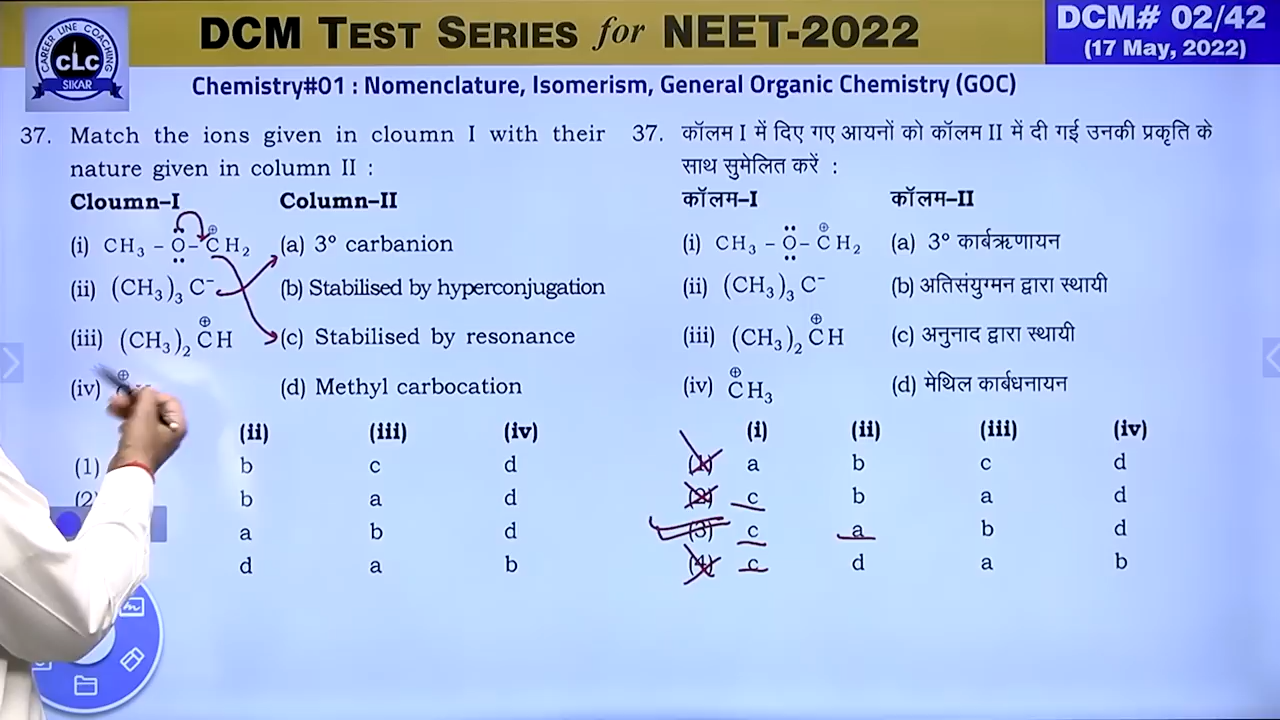 CAREER LINE COACHING
CLC
SIKAR
DCM TEST SERIES for NEET-2022
DCM# 02/42
(17 May, 2022)
Chemistry#01 : Nomenclature, Isomerism, General Organic Chemistry (GOC)
37. Match the ions given in cloumn I with their
nature given in column II :
Cloumn–I Column–II
(i) CH₃ – Ö – C⊕H₂ (a) 3° carbanion
(ii) (CH₃)₃ C⁻ (b) Stabilised by hyperconjugation
(iii) (CH₃)₂ C⊕H (c) Stabilised by resonance
(iv) ⊕ (d) Methyl carbocation
(ii) (iii) (iv)
(1) b c d
(2) b a d
a b d
d a b
37. कॉलम I में दिए गए आयनों को कॉलम II में दी गई उनकी प्रकृति के
साथ सुमेलित करें :
कॉलम–I कॉलम–II
(i) CH₃ – Ö – C⊕H₂ (a) 3° कार्बऋणायन
(ii) (CH₃)₃ C⁻ (b) अतिसंयुग्मन द्वारा स्थायी
(iii) (CH₃)₂ C⊕H (c) अनुनाद द्वारा स्थायी
(iv) C⊕H₃ (d) मेथिल कार्बधनायन
(i) (ii) (iii) (iv)
(1) a b c d
(2) c b a d
(3) c a b d
(4) c d a b